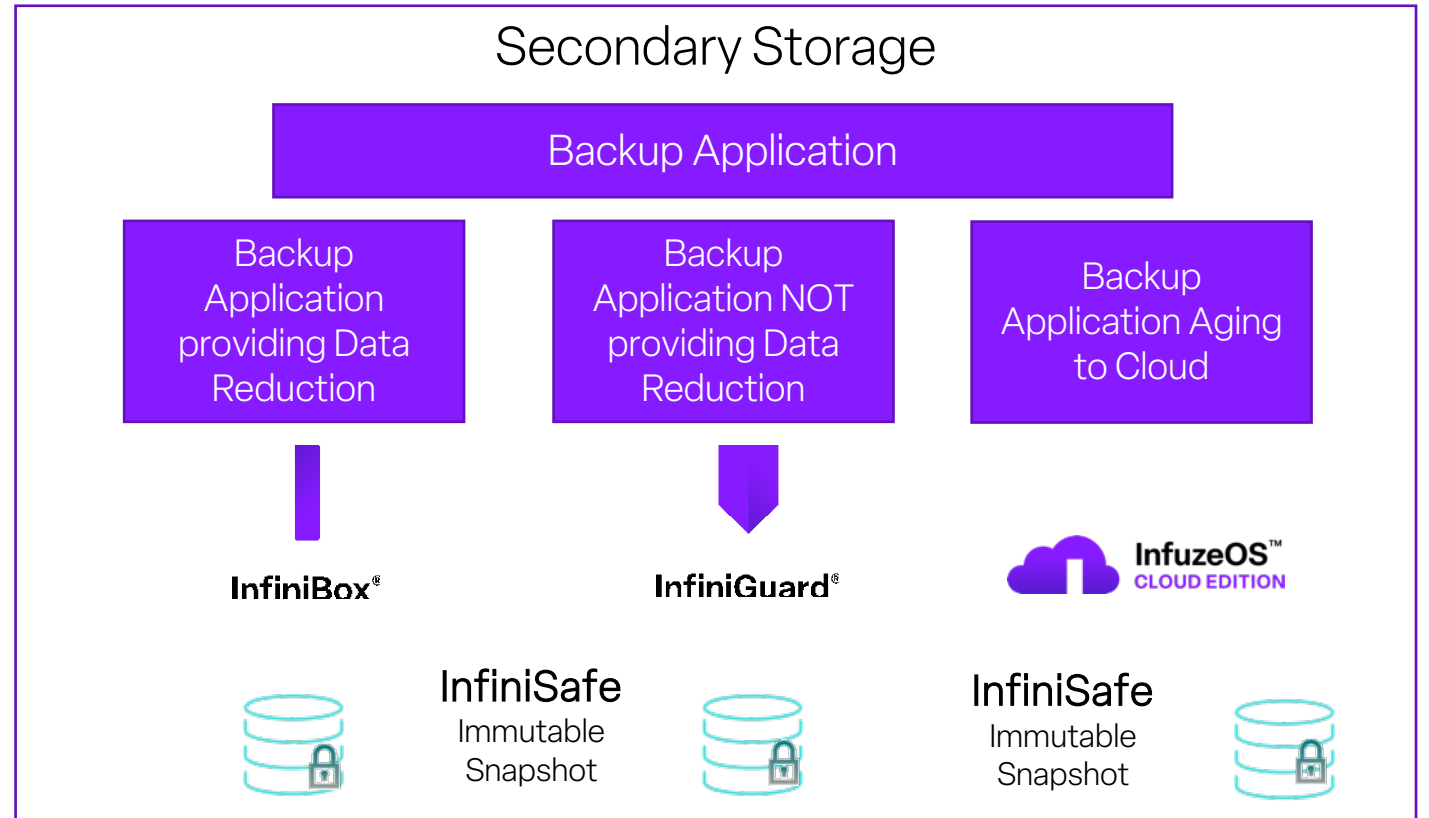 Secondary Storage
Backup Application
Backup
Application
providing Data
Reduction
Backup
Application NOT
providing Data
Reduction
Backup
Application Aging
to Cloud
InfiniBox®
InfiniGuard®
InfuzeOS™
CLOUD EDITION
InfiniSafe
Immutable
Snapshot
InfiniSafe
Immutable
Snapshot